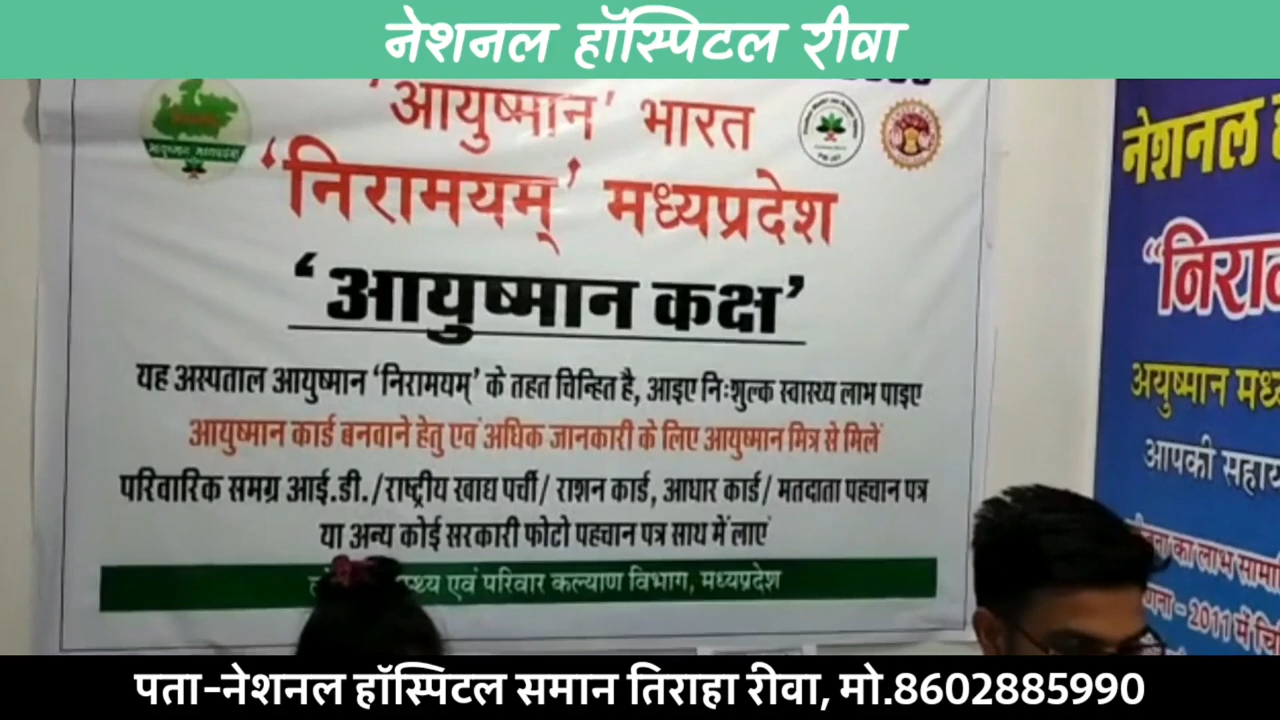 नेशनल हॉस्पिटल रीवा
'आयुष्मान' भारत
'निरामयम्' मध्यप्रदेश
'आयुष्मान कक्ष'
यह अस्पताल आयुष्मान 'निरामयम्' के तहत चिन्हित है, आइए निःशुल्क स्वास्थ्य लाभ पाइए
आयुष्मान कार्ड बनवाने हेतु एवं अधिक जानकारी के लिए आयुष्मान मित्र से मिलें
परिवारिक समग्र आई.डी./राष्ट्रीय खाद्य पर्ची/ राशन कार्ड, आधार कार्ड/ मतदाता पहचान पत्र
या अन्य कोई सरकारी फोटो पहचान पत्र साथ में लाएं
एवं परिवार कल्याण विभाग, मध्यप्रदेश
नेशनल
"निरा
अयुष्मान मध्य
आपकी सहाय
का लाभ सामा
- 2011 में चि
पता-नेशनल हॉस्पिटल समान तिराहा रीवा, मो.8602885990